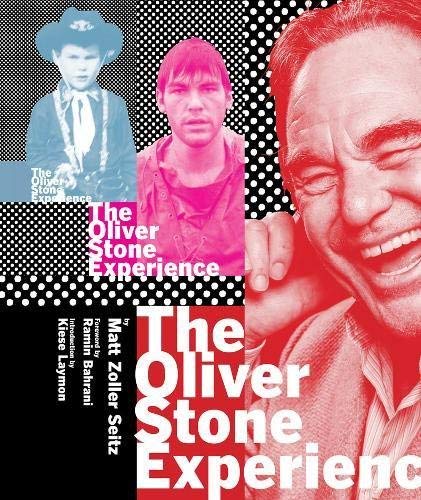 The
Oliver
Stone
Experience
The
Oliver
Stone
Experience
by
Matt Zoller Seitz
Foreword by
Ramin Bahrani
Introduction by
Kiese Laymon
The
Oliver
Stone
Experienc